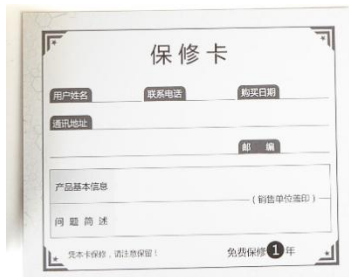 保修卡
用户姓名 联系电话 购买日期
通讯地址
邮 编
产品基本信息
(销售单位盖印)
问 题 简 述
凭本卡保修,请注意保留! 免费保修1年